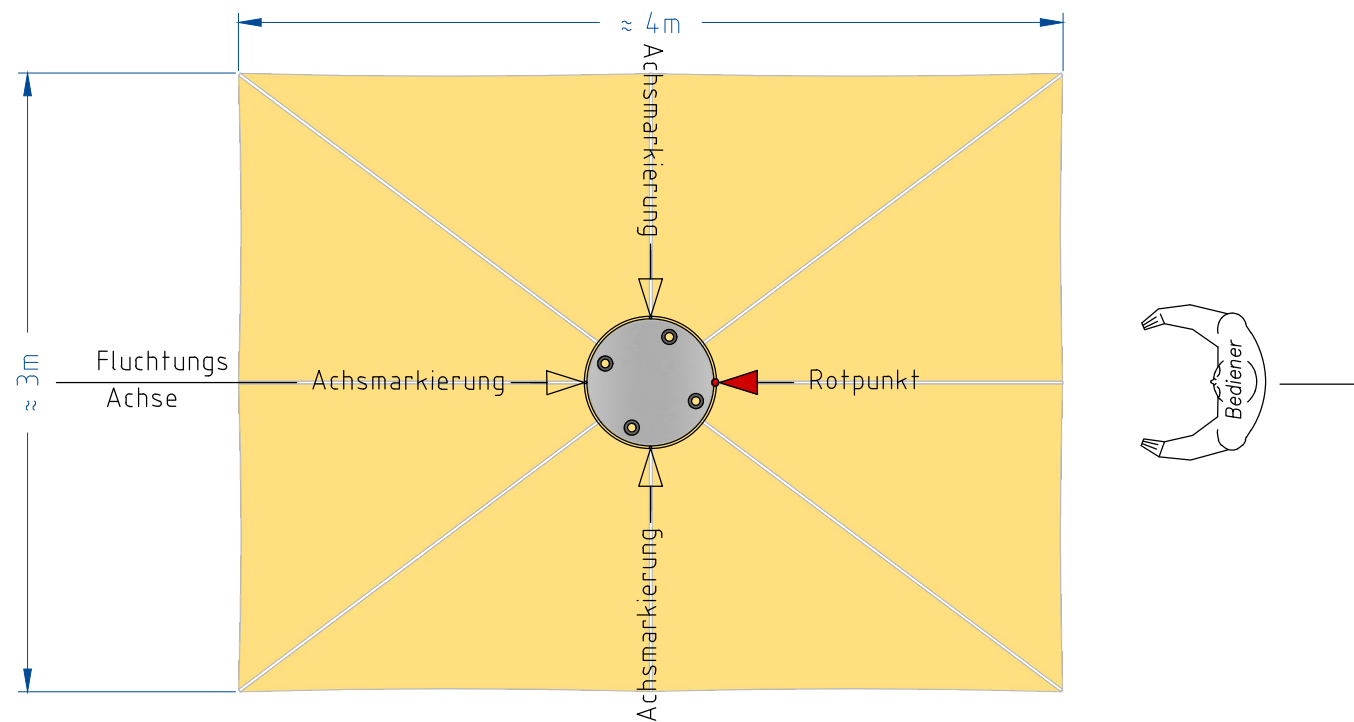 ≈ 4m
Achsmarkierung
≈ 3m
Fluchtungs
Achse
Achsmarkierung
Rotpunkt
Bediener
Achsmarkierung